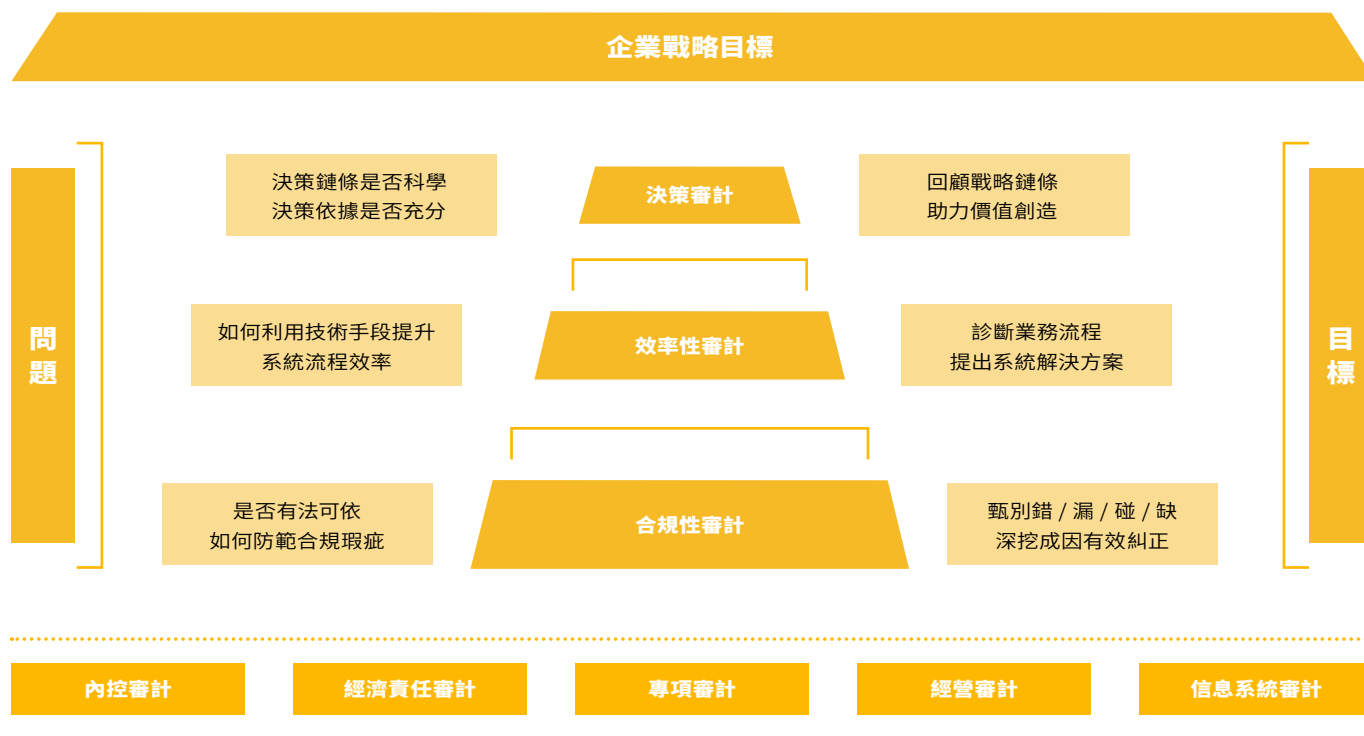 企業戰略目標
問題
決策鏈條是否科學
決策依據是否充分
決策審計
回顧戰略鏈條
助力價值創造
如何利用技術手段提升
系統流程效率
效率性審計
診斷業務流程
提出系統解決方案
是否有法可依
如何防範合規瑕疵
合規性審計
甄別錯 / 漏 / 碰 / 缺
深挖成因有效糾正
目標
內控審計
經濟責任審計
專項審計
經營審計
信息系統審計